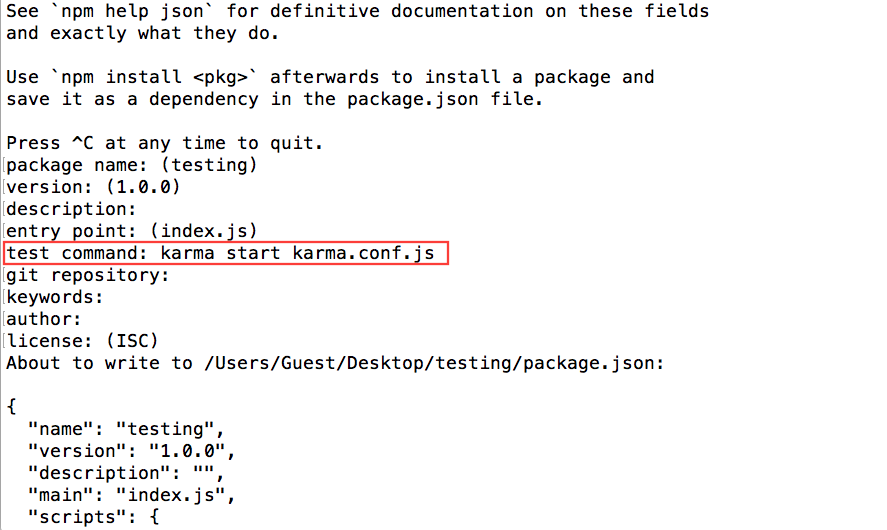 See `npm help json` for definitive documentation on these fields
and exactly what they do.
Use `npm install <pkg>` afterwards to install a package and
save it as a dependency in the package.json file.
Press ^C at any time to quit.
package name: (testing)
version: (1.0.0)
description:
entry point: (index.js)
test command: karma start karma.conf.js
git repository:
keywords:
author:
license: (ISC)
About to write to /Users/Guest/Desktop/testing/package.json:
{
"name": "testing",
"version": "1.0.0",
"description": "",
"main": "index.js",
"scripts": {